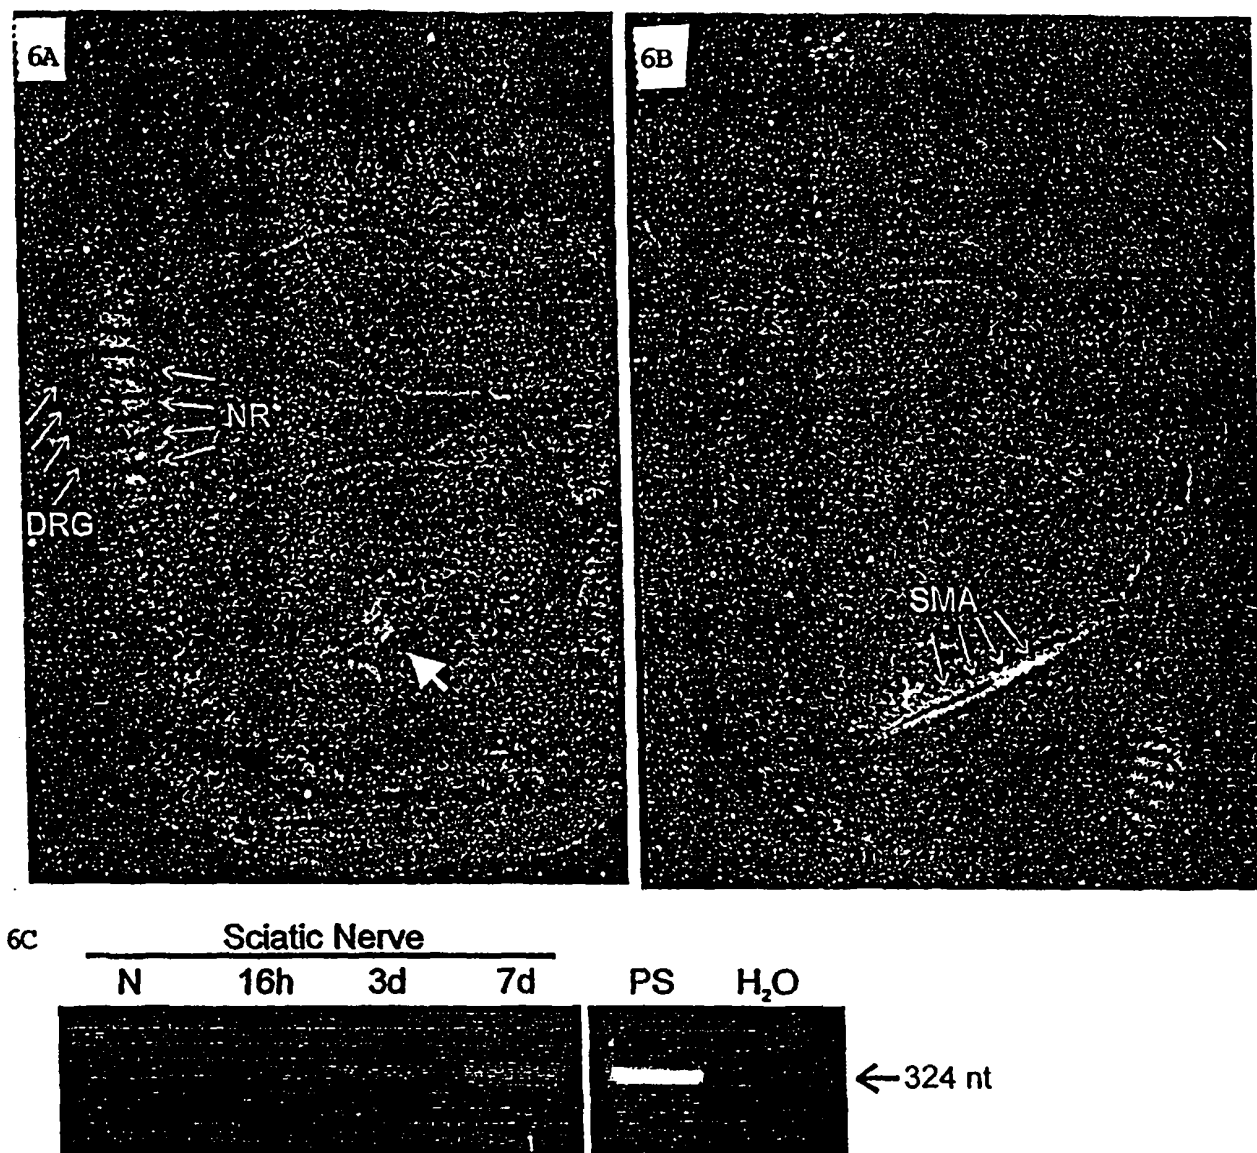 6A
6B
NR
DRG
SMA
6C
Sciatic Nerve
N 16h 3d 7d PS H₂O
324 nt